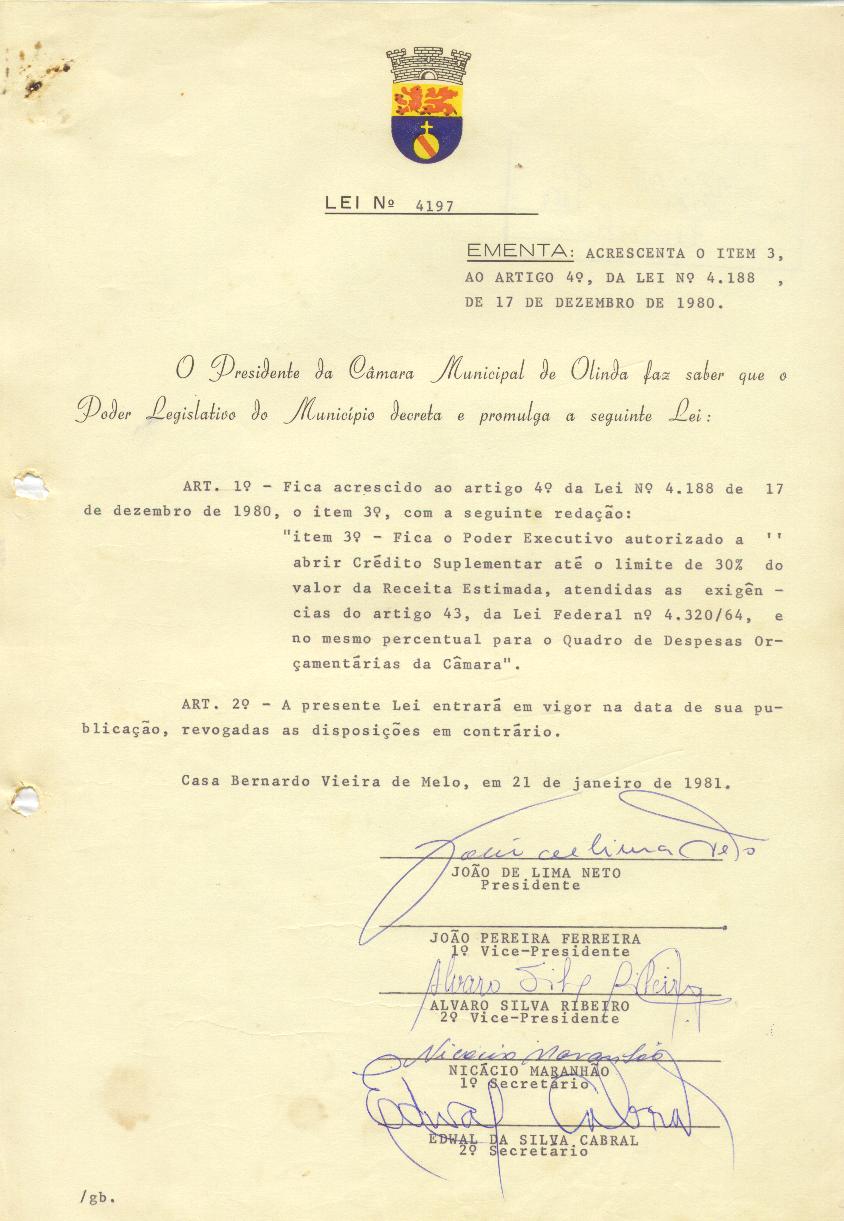 LEI Nº 4197
EMENTA: ACRESCENTA O ITEM 3,
AO ARTIGO 4º, DA LEI Nº 4.188 ,
DE 17 DE DEZEMBRO DE 1980.
O Presidente da Câmara Municipal de Olinda faz saber que o
Poder Legislativo do Município decreta e promulga a seguinte Lei:
ART. 1º - Fica acrescido ao artigo 4º da Lei Nº 4.188 de 17
de dezembro de 1980, o item 3º, com a seguinte redação:
"item 3º - Fica o Poder Executivo autorizado a ''
abrir Crédito Suplementar até o limite de 30% do
valor da Receita Estimada, atendidas as exigên -
cias do artigo 43, da Lei Federal nº 4.320/64, e
no mesmo percentual para o Quadro de Despesas Or-
çamentárias da Câmara".
ART. 2º - A presente Lei entrará em vigor na data de sua pu-
blicação, revogadas as disposições em contrário.
Casa Bernardo Vieira de Melo, em 21 de janeiro de 1981.
João de Lima Neto
JOÃO DE LIMA NETO
Presidente
JOÃO PEREIRA FERREIRA
1º Vice-Presidente
Alvaro Silva Ribeiro
ALVARO SILVA RIBEIRO
2º Vice-Presidente
Nicacio Maranhão
NICÁCIO MARANHÃO
1º Secretário
Edwal Cabral
EDWAL DA SILVA CABRAL
2º Secretario
/gb.